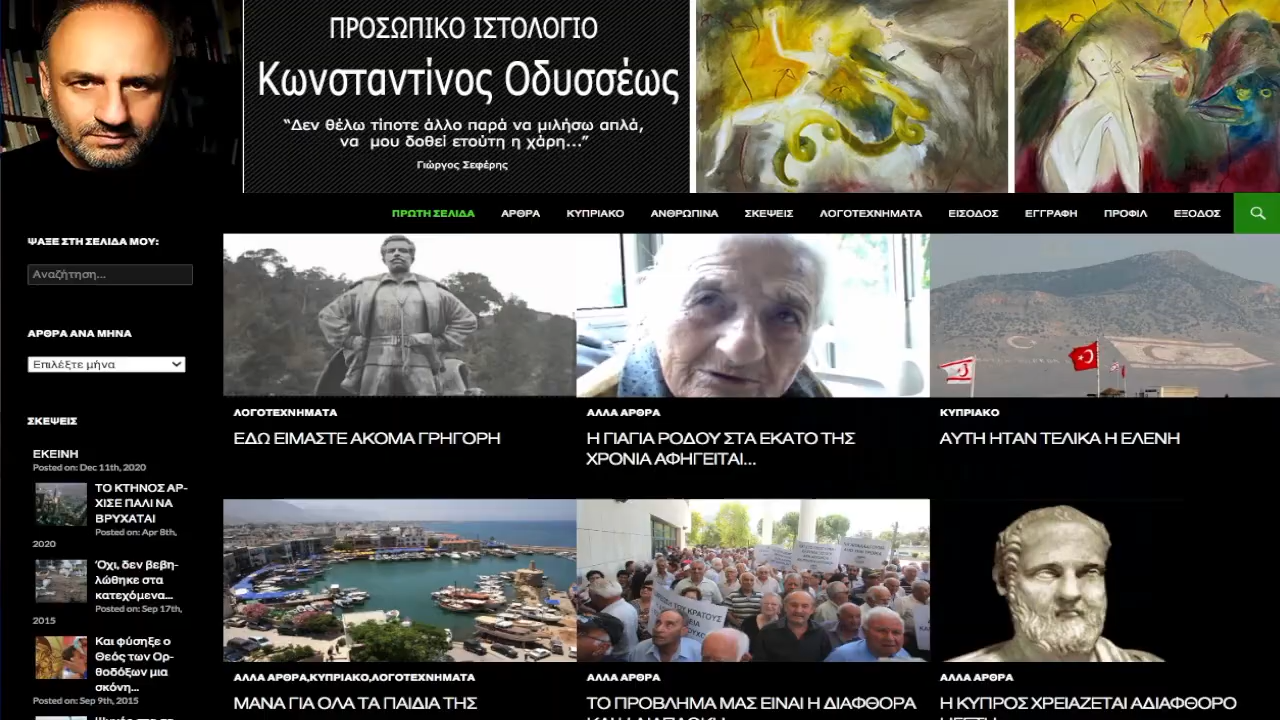 ΠΡΟΣΩΠΙΚΟ ΙΣΤΟΛΟΓΙΟ
Κωνσταντίνος Οδυσσέως
“Δεν θέλω τίποτε άλλο παρά να μιλήσω απλά,
να μου δοθεί ετούτη η χάρη...”
Γιώργος Σεφέρης
ΠΡΩΤΗ ΣΕΛΙΔΑ ΑΡΘΡΑ ΚΥΠΡΙΑΚΟ ΑΝΘΡΩΠΙΝΑ ΣΚΕΨΕΙΣ ΛΟΓΟΤΕΧΝΗΜΑΤΑ ΕΙΣΟΔΟΣ ΕΓΓΡΑΦΗ ΠΡΟΦΙΛ ΕΞΟΔΟΣ
ΨΑΞΕ ΣΤΗ ΣΕΛΙΔΑ ΜΟΥ:
Αναζήτηση...
ΑΡΘΡΑ ΑΝΑ ΜΗΝΑ
Επιλέξτε μήνα
ΣΚΕΨΕΙΣ
ΕΚΕΙΝΗ
Posted on: Dec 11th, 2020
ΤΟ ΚΤΗΝΟΣ ΑΡ-
ΧΙΣΕ ΠΑΛΙ ΝΑ
ΒΡΥΧΑΤΑΙ
Posted on: Apr 8th,
2020
Όχι, δεν βεβη-
λώθηκε στα
κατεχόμενα...
Posted on: Sep 17th,
2015
Και φύσηξε ο
Θεός των Ορ-
θοδόξων μια
σκόνη...
Posted on: Sep 9th, 2015
ΛΟΓΟΤΕΧΝΗΜΑΤΑ
ΕΔΩ ΕΙΜΑΣΤΕ ΑΚΟΜΑ ΓΡΗΓΟΡΗ
ΑΛΛΑ ΑΡΘΡΑ
Η ΓΙΑΓΙΑ ΡΟΔΟΥ ΣΤΑ ΕΚΑΤΟ ΤΗΣ
ΧΡΟΝΙΑ ΑΦΗΓΕΙΤΑΙ...
ΚΥΠΡΙΑΚΟ
ΑΥΤΗ ΗΤΑΝ ΤΕΛΙΚΑ Η ΕΛΕΝΗ
ΑΛΛΑ ΑΡΘΡΑ,ΚΥΠΡΙΑΚΟ,ΛΟΓΟΤΕΧΝΗΜΑΤΑ
ΜΑΝΑ ΓΙΑ ΟΛΑ ΤΑ ΠΑΙΔΙΑ ΤΗΣ
ΚΡΑΤΟΥΣ
ΑΛΛΑ ΑΡΘΡΑ
ΤΟ ΠΡΟΒΛΗΜΑ ΜΑΣ ΕΙΝΑΙ Η ΔΙΑΦΘΟΡΑ
ΑΛΛΑ ΑΡΘΡΑ
Η ΚΥΠΡΟΣ ΧΡΕΙΑΖΕΤΑΙ ΑΔΙΑΦΘΟΡΟ